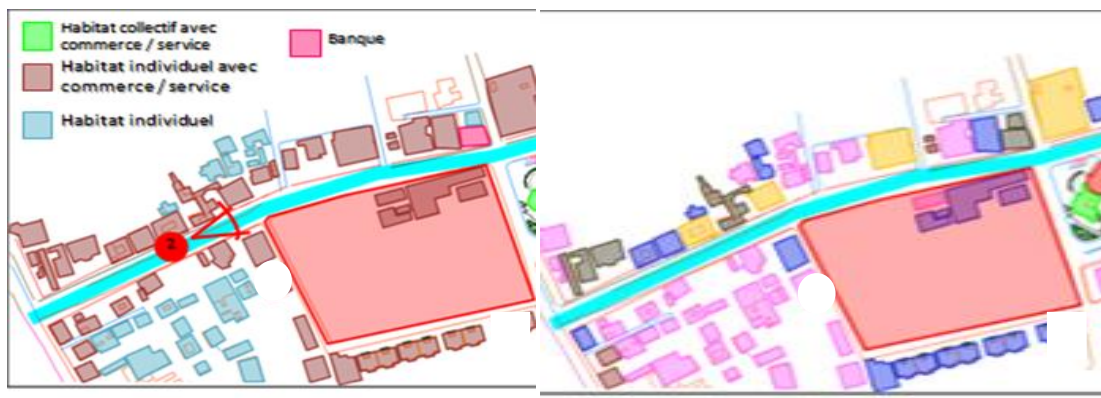 Habitat collectif avec
commerce / service
Banque
Habitat individuel avec
commerce / service
Habitat individuel
2